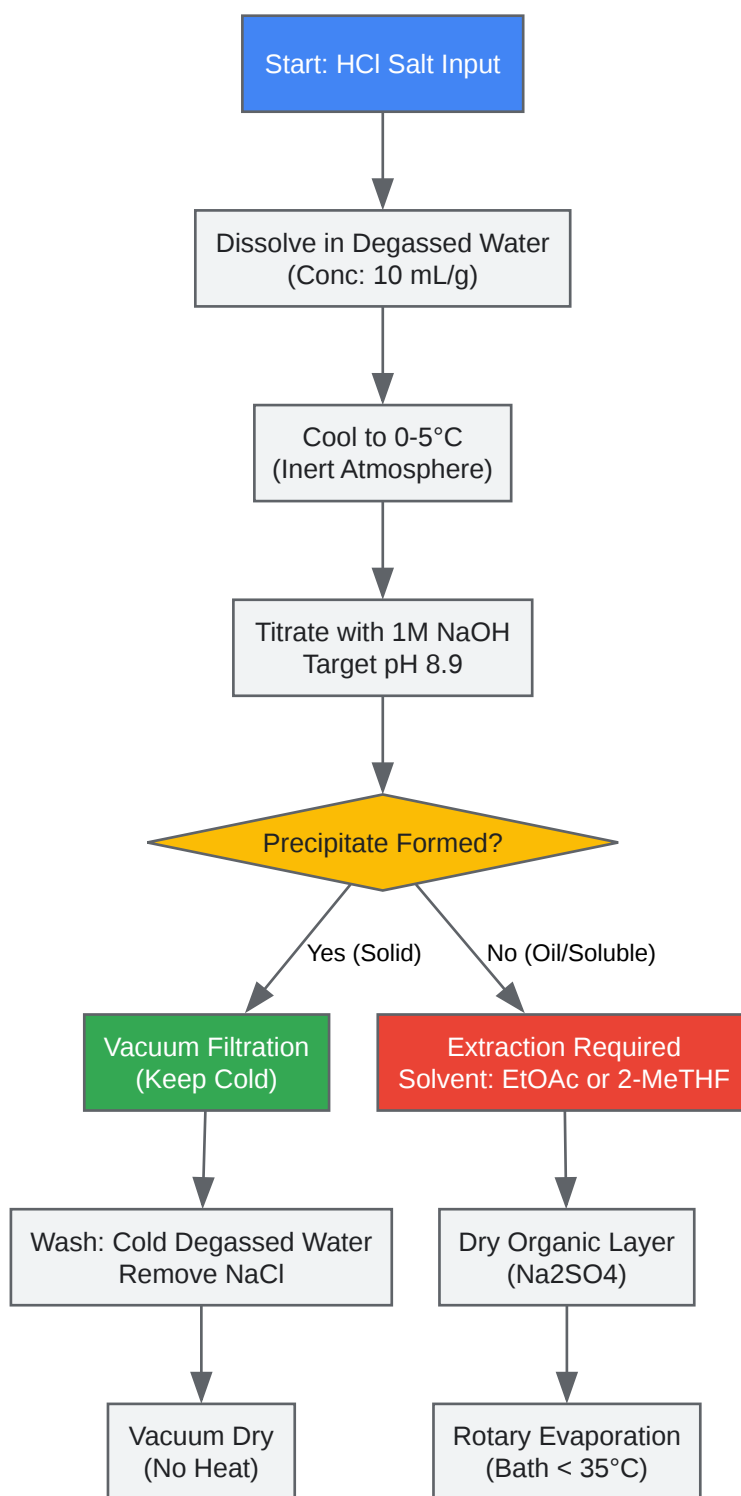 Start: HCl Salt Input
Dissolve in Degassed Water
(Conc: 10 mL/g)
Cool to 0-5°C
(Inert Atmosphere)
Titrate with 1M NaOH
Target pH 8.9
Precipitate Formed?
Yes (Solid)
No (Oil/Soluble)
Vacuum Filtration
(Keep Cold)
Extraction Required
Solvent: EtOAc or 2-MeTHF
Wash: Cold Degassed Water
Remove NaCl
Dry Organic Layer
(Na2SO4)
Vacuum Dry
(No Heat)
Rotary Evaporation
(Bath < 35°C)